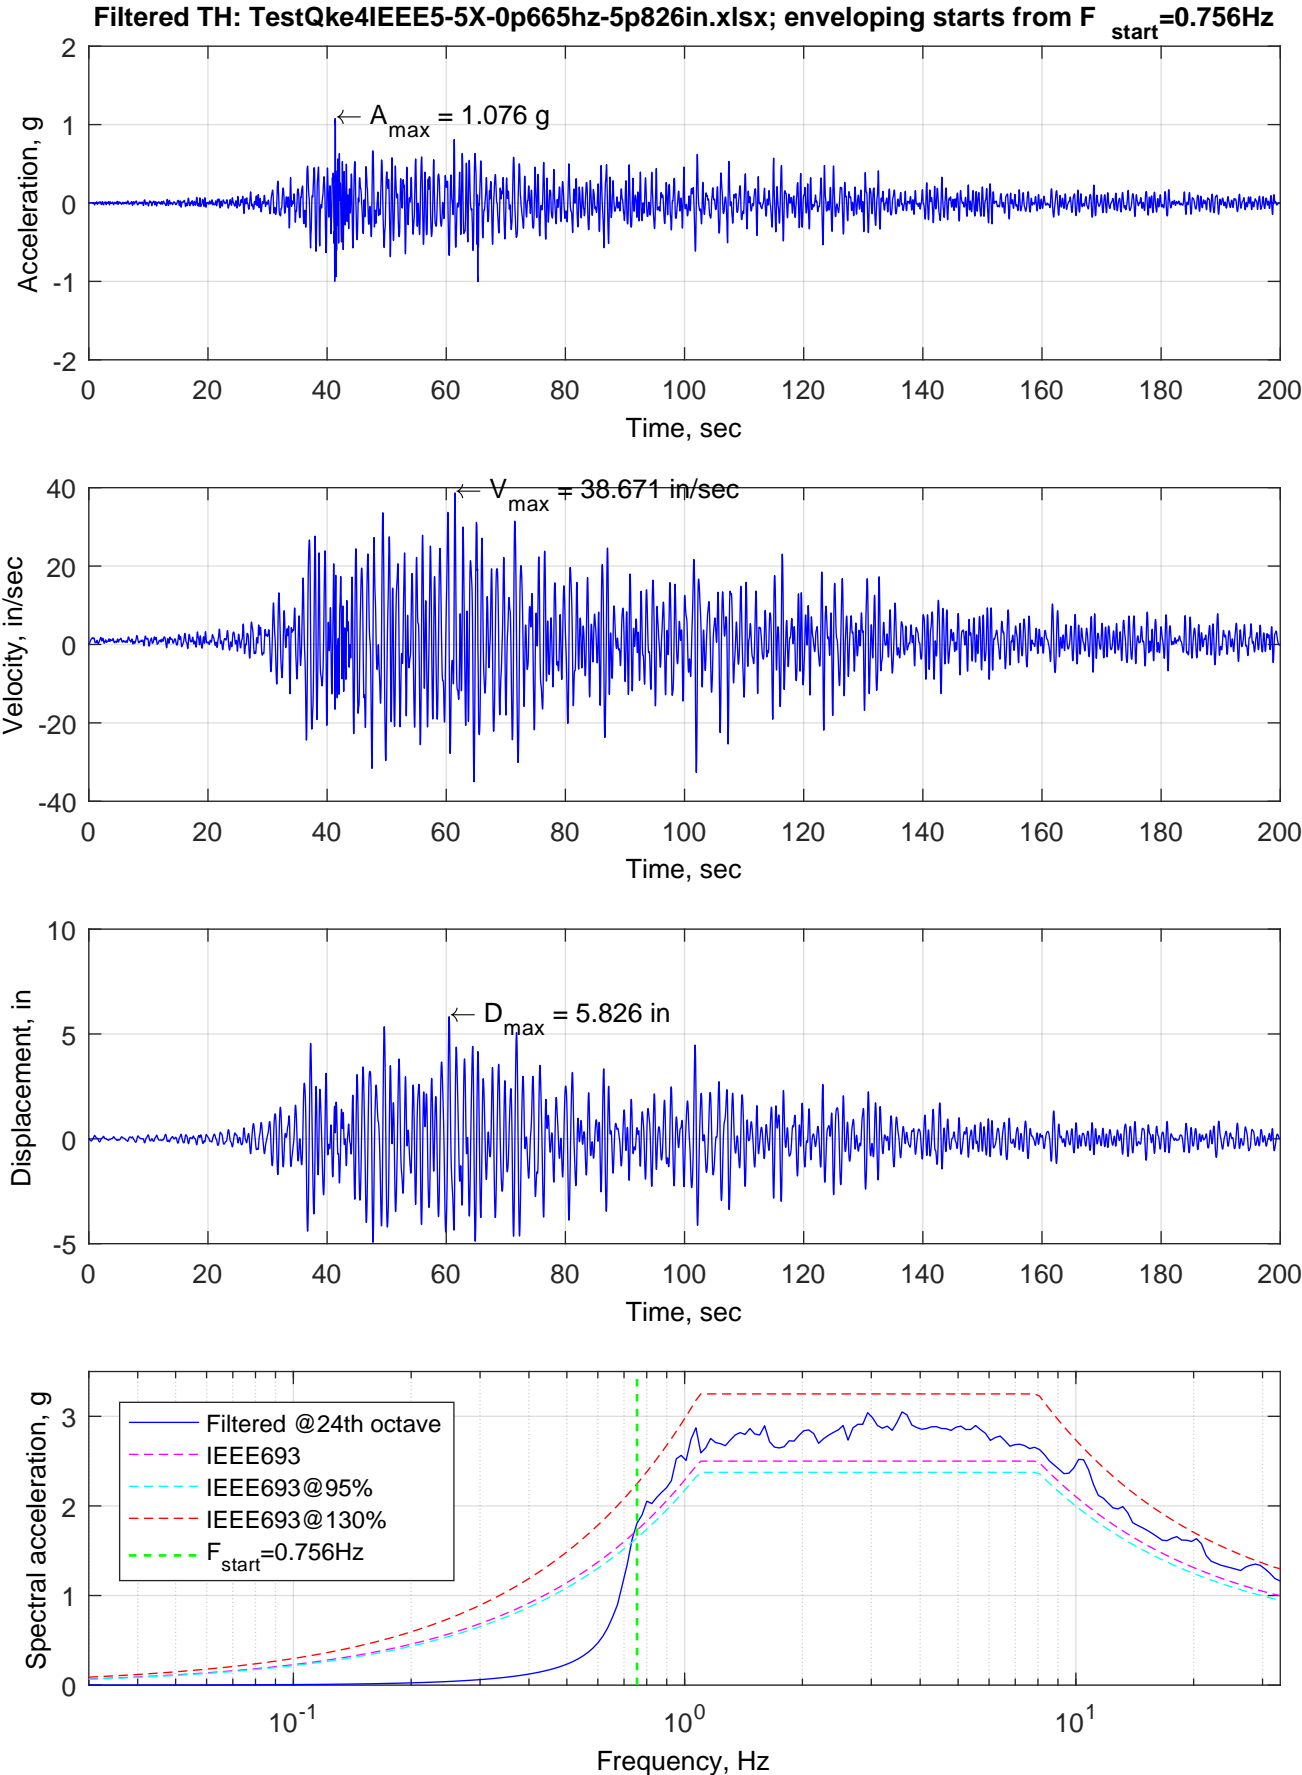 Filtered TH: TestQke4IEEE5-5X-0p665hz-5p826in.xlsx; enveloping starts from F start=0.756Hz
2
1
0
-1
-2
Acceleration, g
← Amax = 1.076 g
0 20 40 60 80 100 120 140 160 180 200
Time, sec
40
20
0
-20
-40
Velocity, in/sec
← Vmax = 38.671 in/sec
0 20 40 60 80 100 120 140 160 180 200
Time, sec
10
5
0
-5
Displacement, in
← Dmax = 5.826 in
0 20 40 60 80 100 120 140 160 180 200
Time, sec
3
2
1
0
Spectral acceleration, g
Filtered @24th octave
IEEE693
IEEE693@95%
IEEE693@130%
Fstart=0.756Hz
10-1 100 101
Frequency, Hz